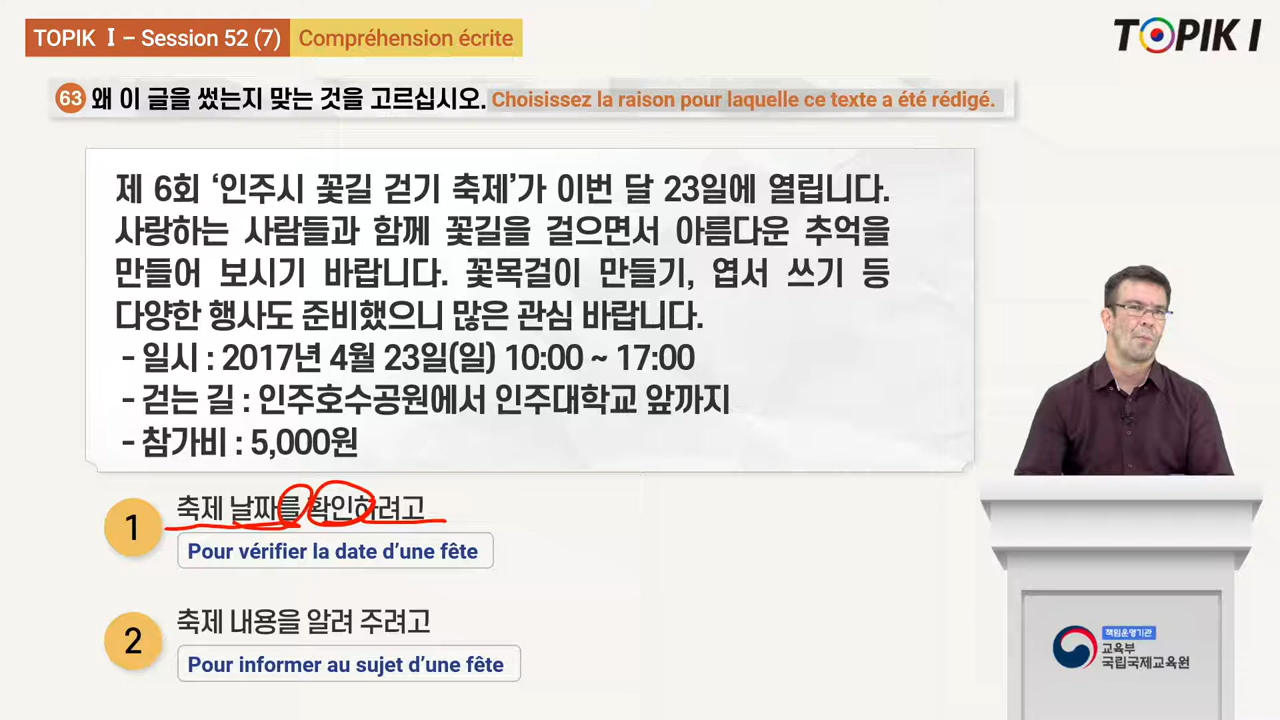 TOPIK Ⅰ – Session 52 (7) Compréhension écrite
TOPIK I
63 왜 이 글을 썼는지 맞는 것을 고르십시오. Choisissez la raison pour laquelle ce texte a été rédigé.
제 6회 ‘인주시 꽃길 걷기 축제’가 이번 달 23일에 열립니다.
사랑하는 사람들과 함께 꽃길을 걸으면서 아름다운 추억을
만들어 보시기 바랍니다. 꽃목걸이 만들기, 엽서 쓰기 등
다양한 행사도 준비했으니 많은 관심 바랍니다.
- 일시 : 2017년 4월 23일(일) 10:00 ~ 17:00
- 걷는 길 : 인주호수공원에서 인주대학교 앞까지
- 참가비 : 5,000원
1 축제 날짜를 확인하려고
Pour vérifier la date d’une fête
2 축제 내용을 알려 주려고
Pour informer au sujet d’une fête
책임운영기관
교육부
국립국제교육원